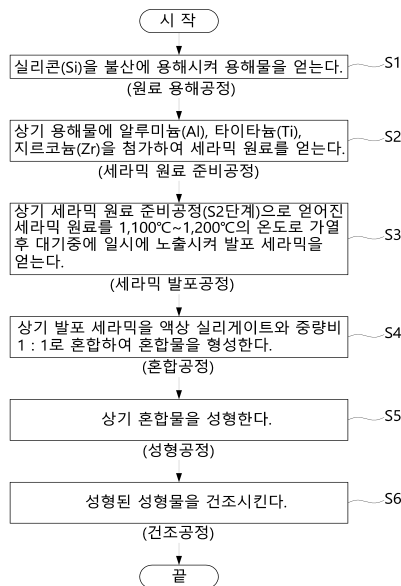 시 작
실리콘(Si)을 불산에 용해시켜 용해물을 얻는다.
S1
(원료 용해공정)
상기 용해물에 알루미늄(Al), 타이타늄(Ti),
지르코늄(Zr)을 첨가하여 세라믹 원료를 얻는다.
S2
(세라믹 원료 준비공정)
상기 세라믹 원료 준비공정(S2단계)으로 얻어진
세라믹 원료를 1,100℃~1,200℃의 온도로 가열
후 대기중에 일시에 노출시켜 발포 세라믹을
얻는다.
S3
(세라믹 발포공정)
상기 발포 세라믹을 액상 실리게이트와 중량비
1 : 1로 혼합하여 혼합물을 형성한다.
S4
(혼합공정)
상기 혼합물을 성형한다.
S5
(성형공정)
성형된 성형물을 건조시킨다.
S6
(건조공정)
끝